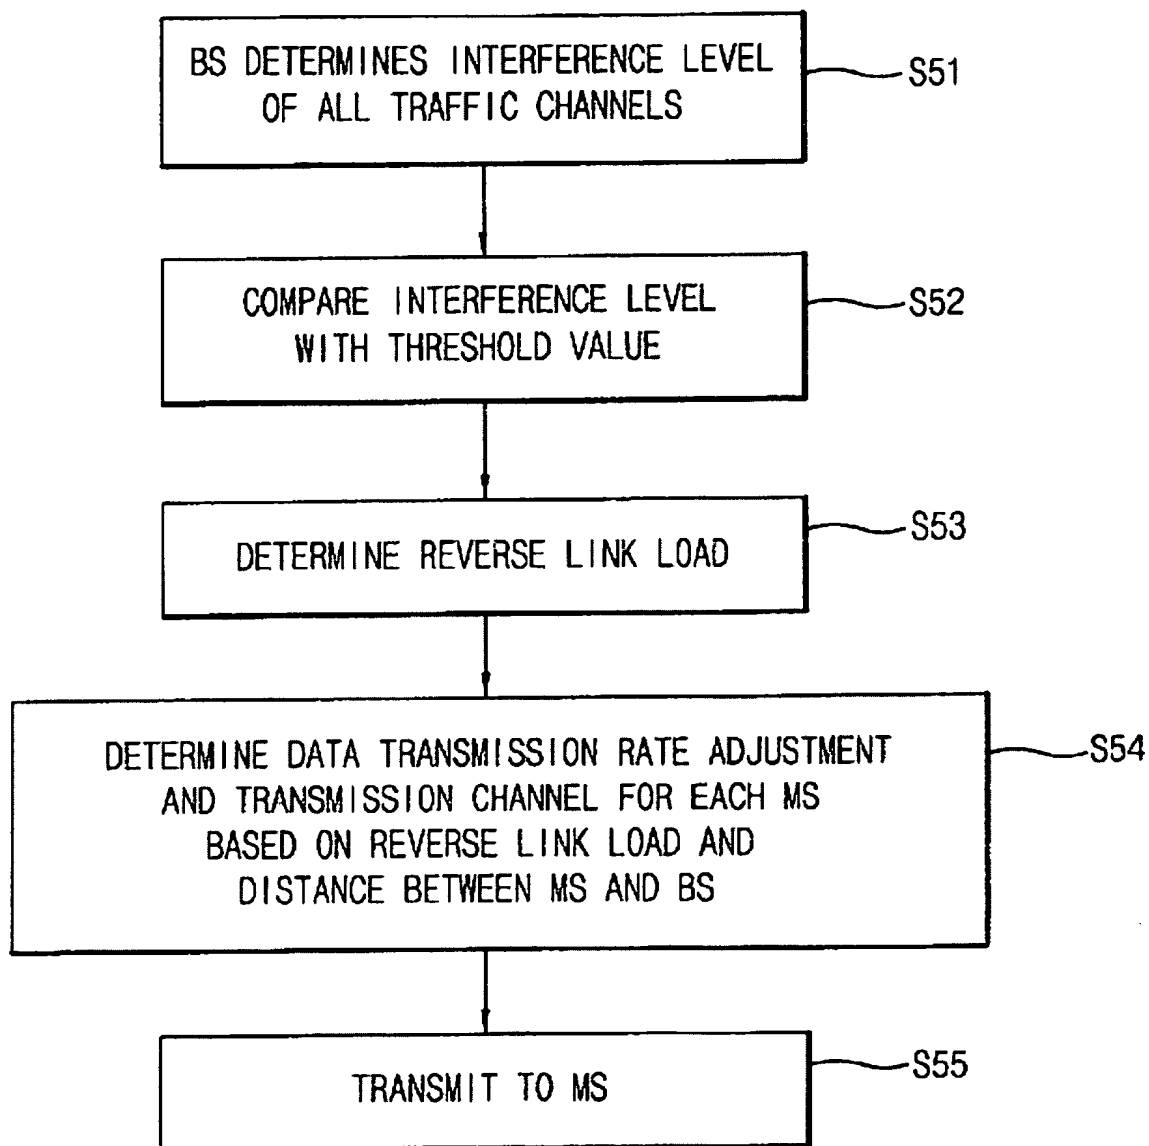 BS DETERMINES INTERFERENCE LEVEL
OF ALL TRAFFIC CHANNELS
S51
COMPARE INTERFERENCE LEVEL
WITH THRESHOLD VALUE
S52
DETERMINE REVERSE LINK LOAD
S53
DETERMINE DATA TRANSMISSION RATE ADJUSTMENT
AND TRANSMISSION CHANNEL FOR EACH MS
BASED ON REVERSE LINK LOAD AND
DISTANCE BETWEEN MS AND BS
S54
TRANSMIT TO MS
S55